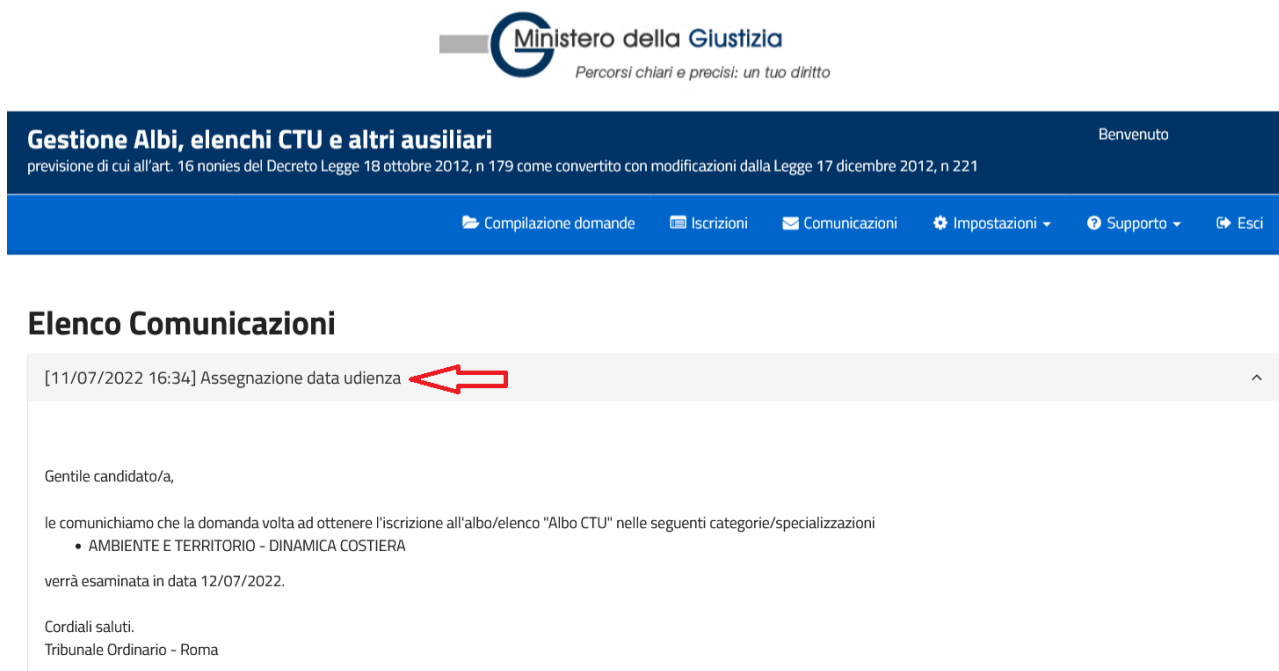 Ministero della Giustizia
Percorsi chiari e precisi: un tuo diritto
Gestione Albi, elenchi CTU e altri ausiliari
Benvenuto
previsione di cui all'art. 16 nonies del Decreto Legge 18 ottobre 2012, n 179 come convertito con modificazioni dalla Legge 17 dicembre 2012, n 221
Compilazione domande Iscrizioni Comunicazioni Impostazioni Supporto Esci
Elenco Comunicazioni
[11/07/2022 16:34] Assegnazione data udienza
Gentile candidato/a,
le comunichiamo che la domanda volta ad ottenere l'iscrizione all'albo/elenco "Albo CTU" nelle seguenti categorie/specializzazioni
• AMBIENTE E TERRITORIO - DINAMICA COSTIERA
verrà esaminata in data 12/07/2022.
Cordiali saluti.
Tribunale Ordinario - Roma